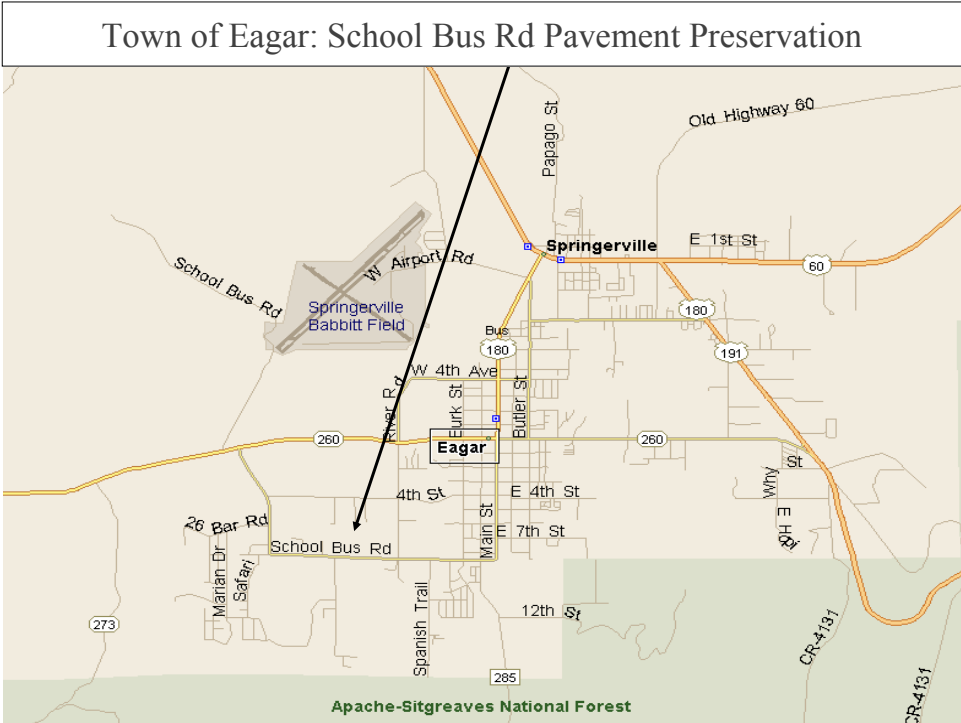 Town of Eagar: School Bus Rd Pavement Preservation
Old Highway 60
Papago St
Springerville
E 1st St
60
W Airport Rd
School Bus Rd
Springerville
Babbitt Field
180
Bus
180
191
W 4th Ave
River Rd
Eurk St
Butler St
260
Eagar
260
Why St
4th St
E 4th St
E Hopi
26 Bar Rd
Main St
E 7th St
School Bus Rd
Marian Dr
Safari
Spanish Trail
12th St
273
CR-4131
285
CR-4131
Apache-Sitgreaves National Forest